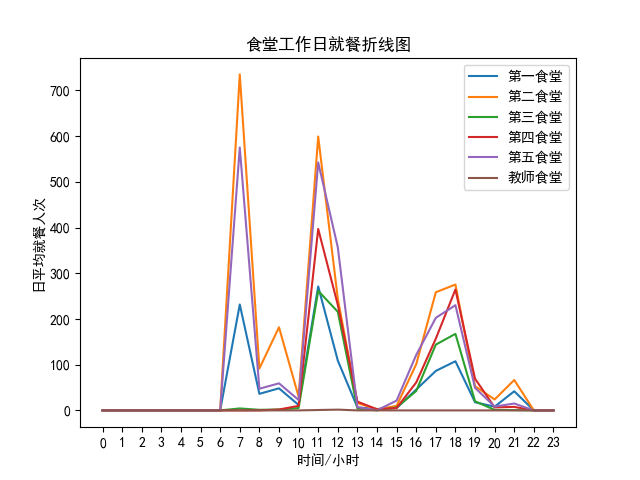 食堂工作日就餐折线图
第一食堂
第二食堂
第三食堂
第四食堂
第五食堂
教师食堂
日平均就餐人次
700
600
500
400
300
200
100
0
0 1 2 3 4 5 6 7 8 9 10 11 12 13 14 15 16 17 18 19 20 21 22 23
时间/小时